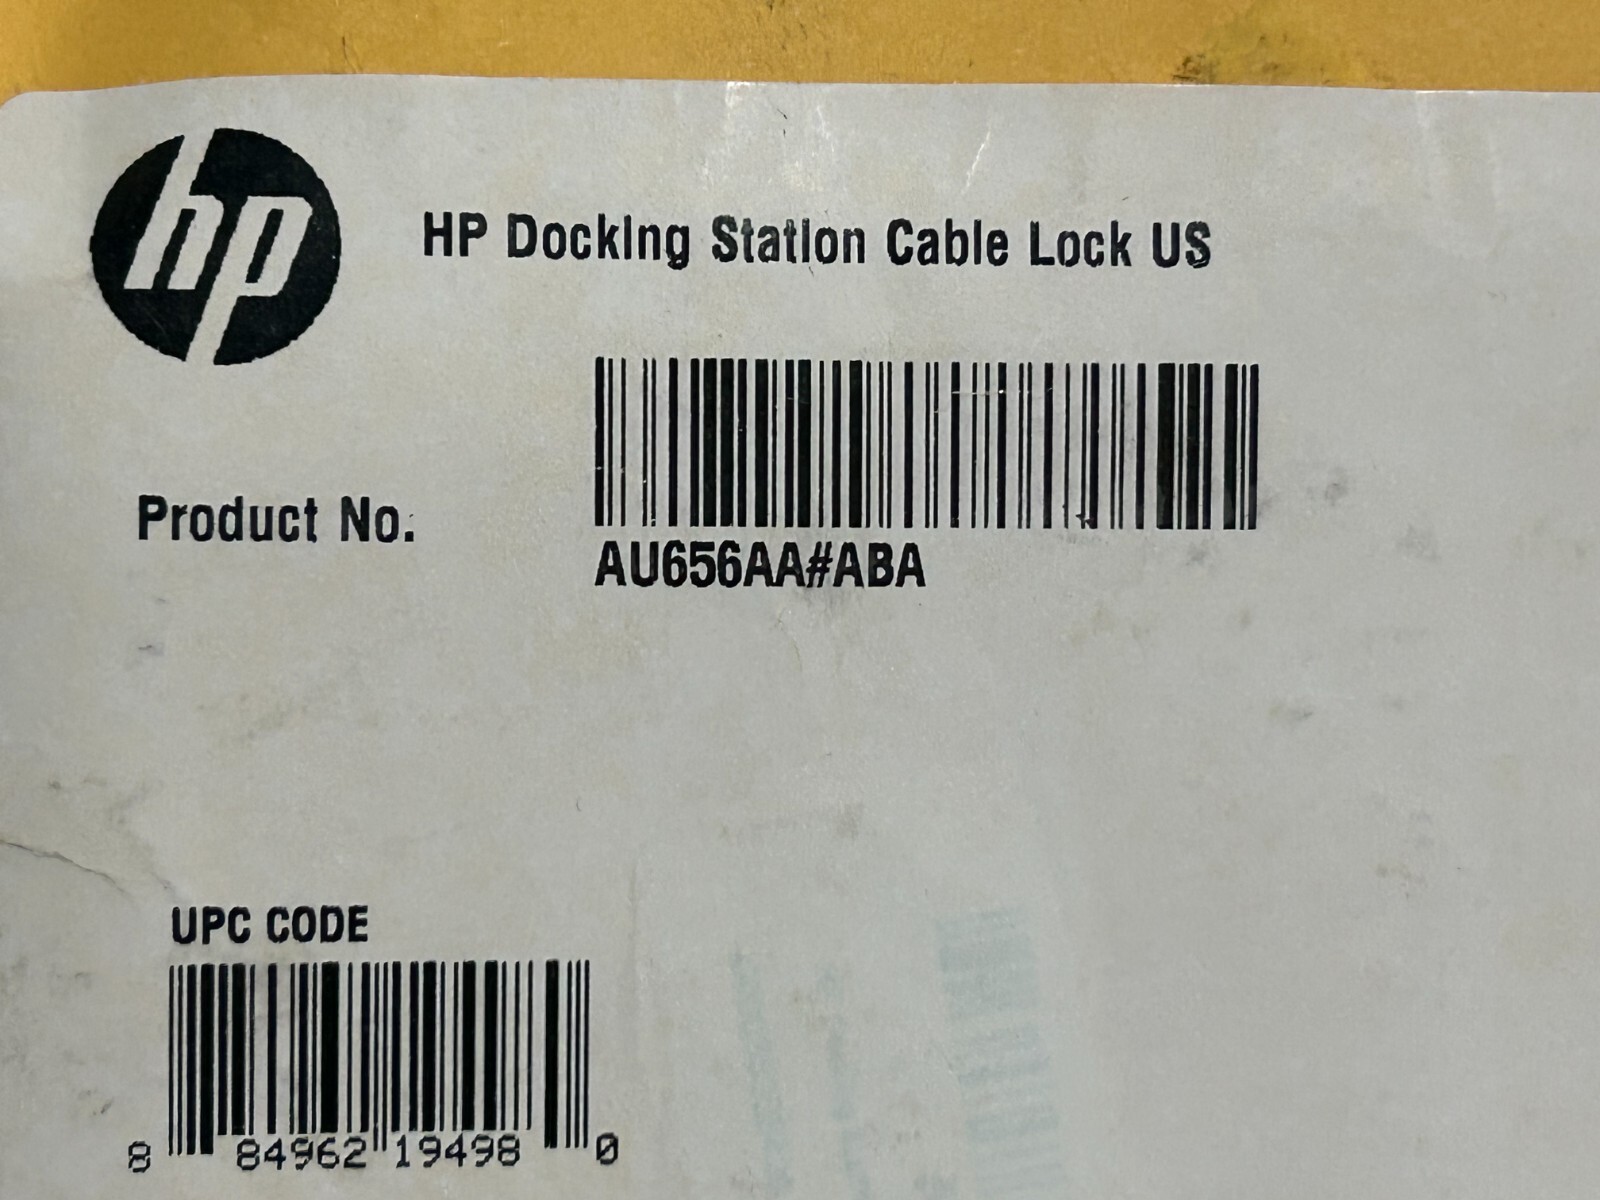 hp
HP Docking Station Cable Lock US
Product No.
AU656AA#ABA
UPC CODE
8 84962 19498 0